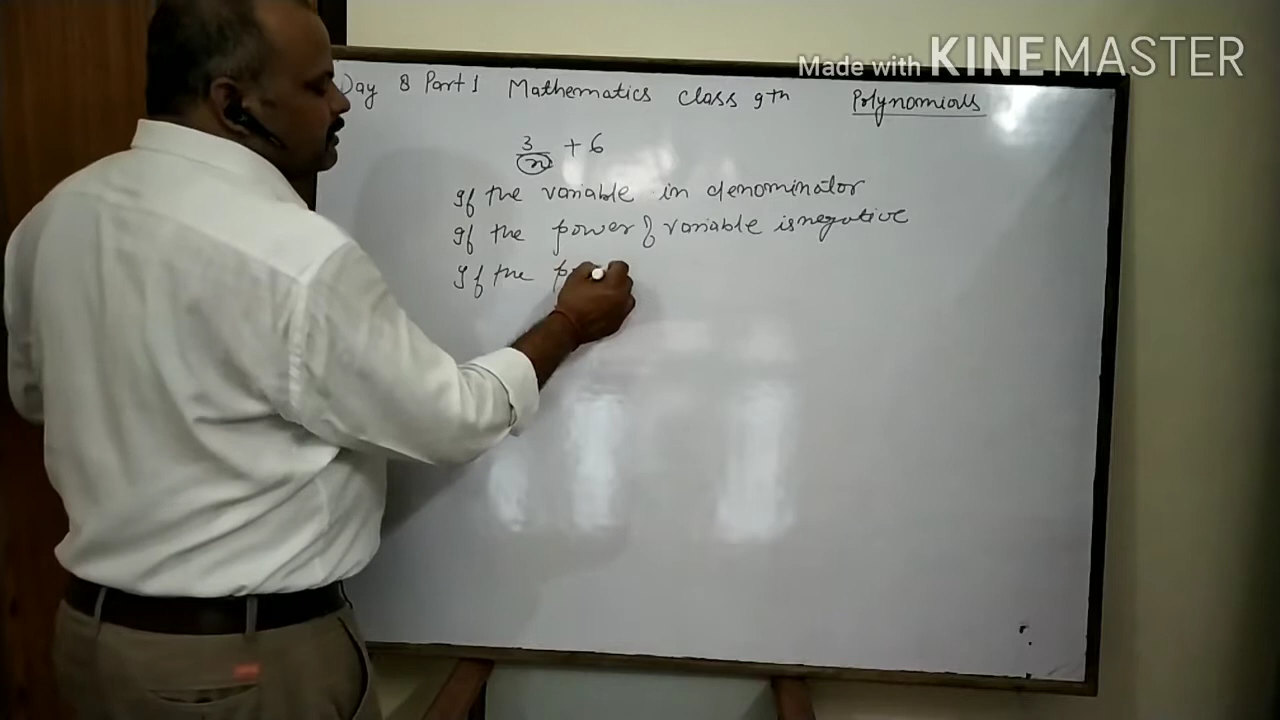 Made with KINEMASTER
Day 8 Part 1 Mathematics Class 9th Polynomials
3/x + 6
If the variable in denominator
If the power of variable is negative
If the